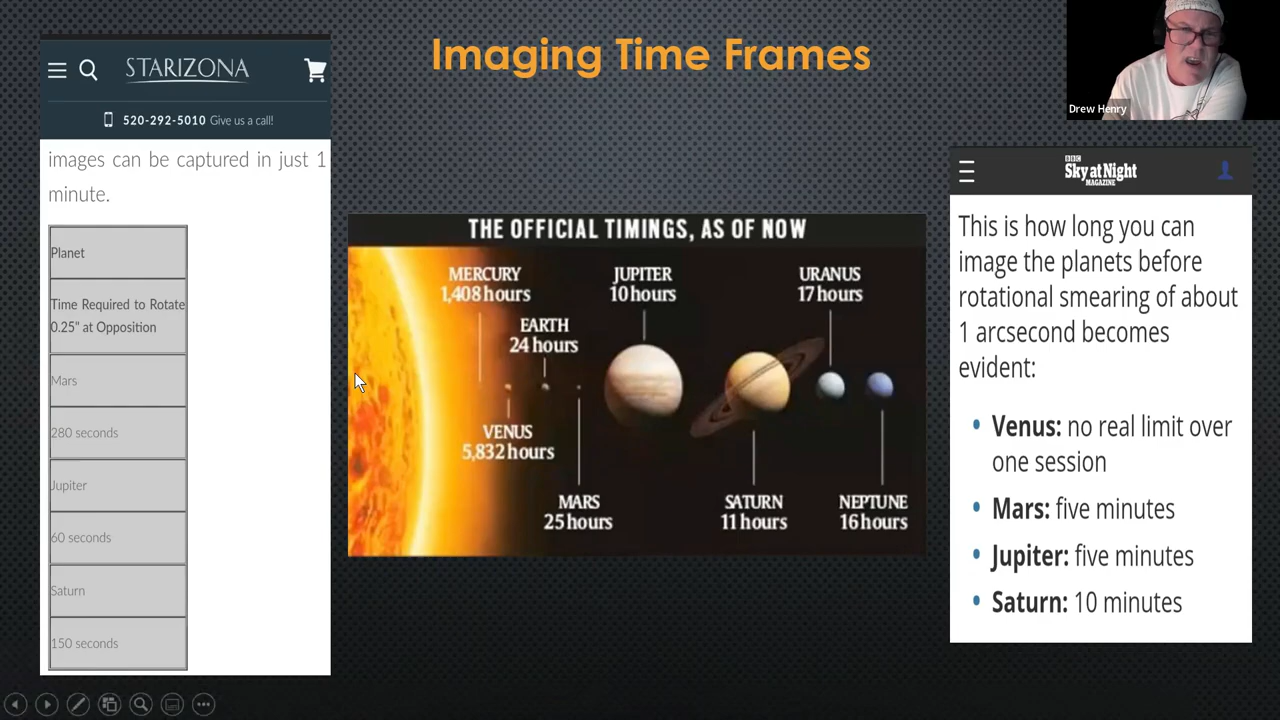 Imaging Time Frames
Drew Henry
STARIZONA
520-292-5010 Give us a call!
images can be captured in just 1
minute.
Planet
Time Required to Rotate
0.25" at Opposition
Mars
280 seconds
Jupiter
60 seconds
Saturn
150 seconds
THE OFFICIAL TIMINGS, AS OF NOW
MERCURY
1,408 hours
JUPITER
10 hours
URANUS
17 hours
EARTH
24 hours
VENUS
5,832 hours
MARS
25 hours
SATURN
11 hours
NEPTUNE
16 hours
BBC
Sky at Night
MAGAZINE
This is how long you can
image the planets before
rotational smearing of about
1 arcsecond becomes
evident:
• Venus: no real limit over
one session
• Mars: five minutes
• Jupiter: five minutes
• Saturn: 10 minutes